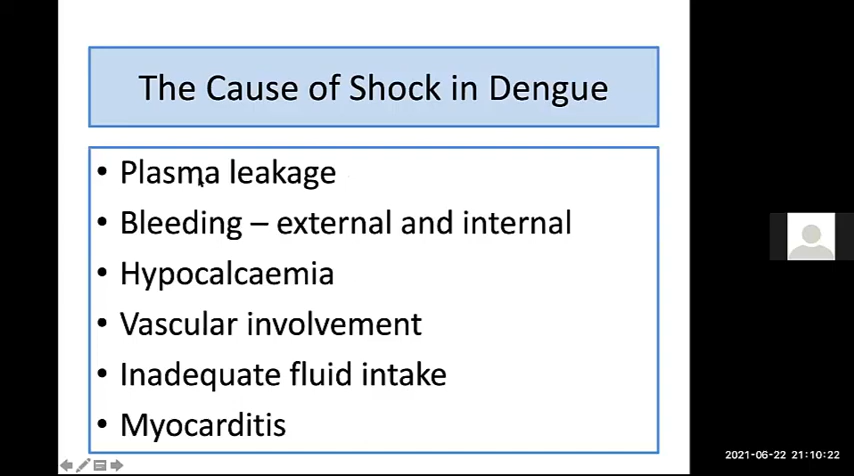 The Cause of Shock in Dengue
• Plasma leakage
• Bleeding – external and internal
• Hypocalcaemia
• Vascular involvement
• Inadequate fluid intake
• Myocarditis
2021-06-22 21:10:22